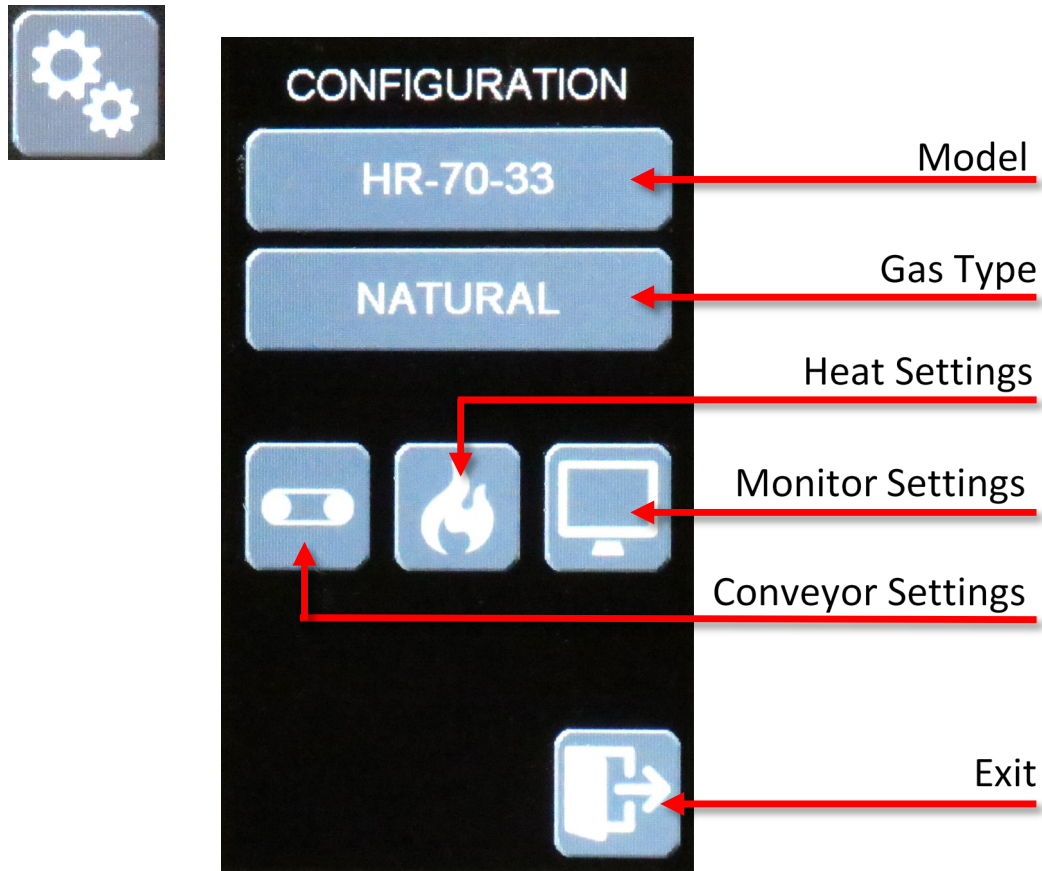 CONFIGURATION
HR-70-33
Model
NATURAL
Gas Type
Heat Settings
Monitor Settings
Conveyor Settings
Exit